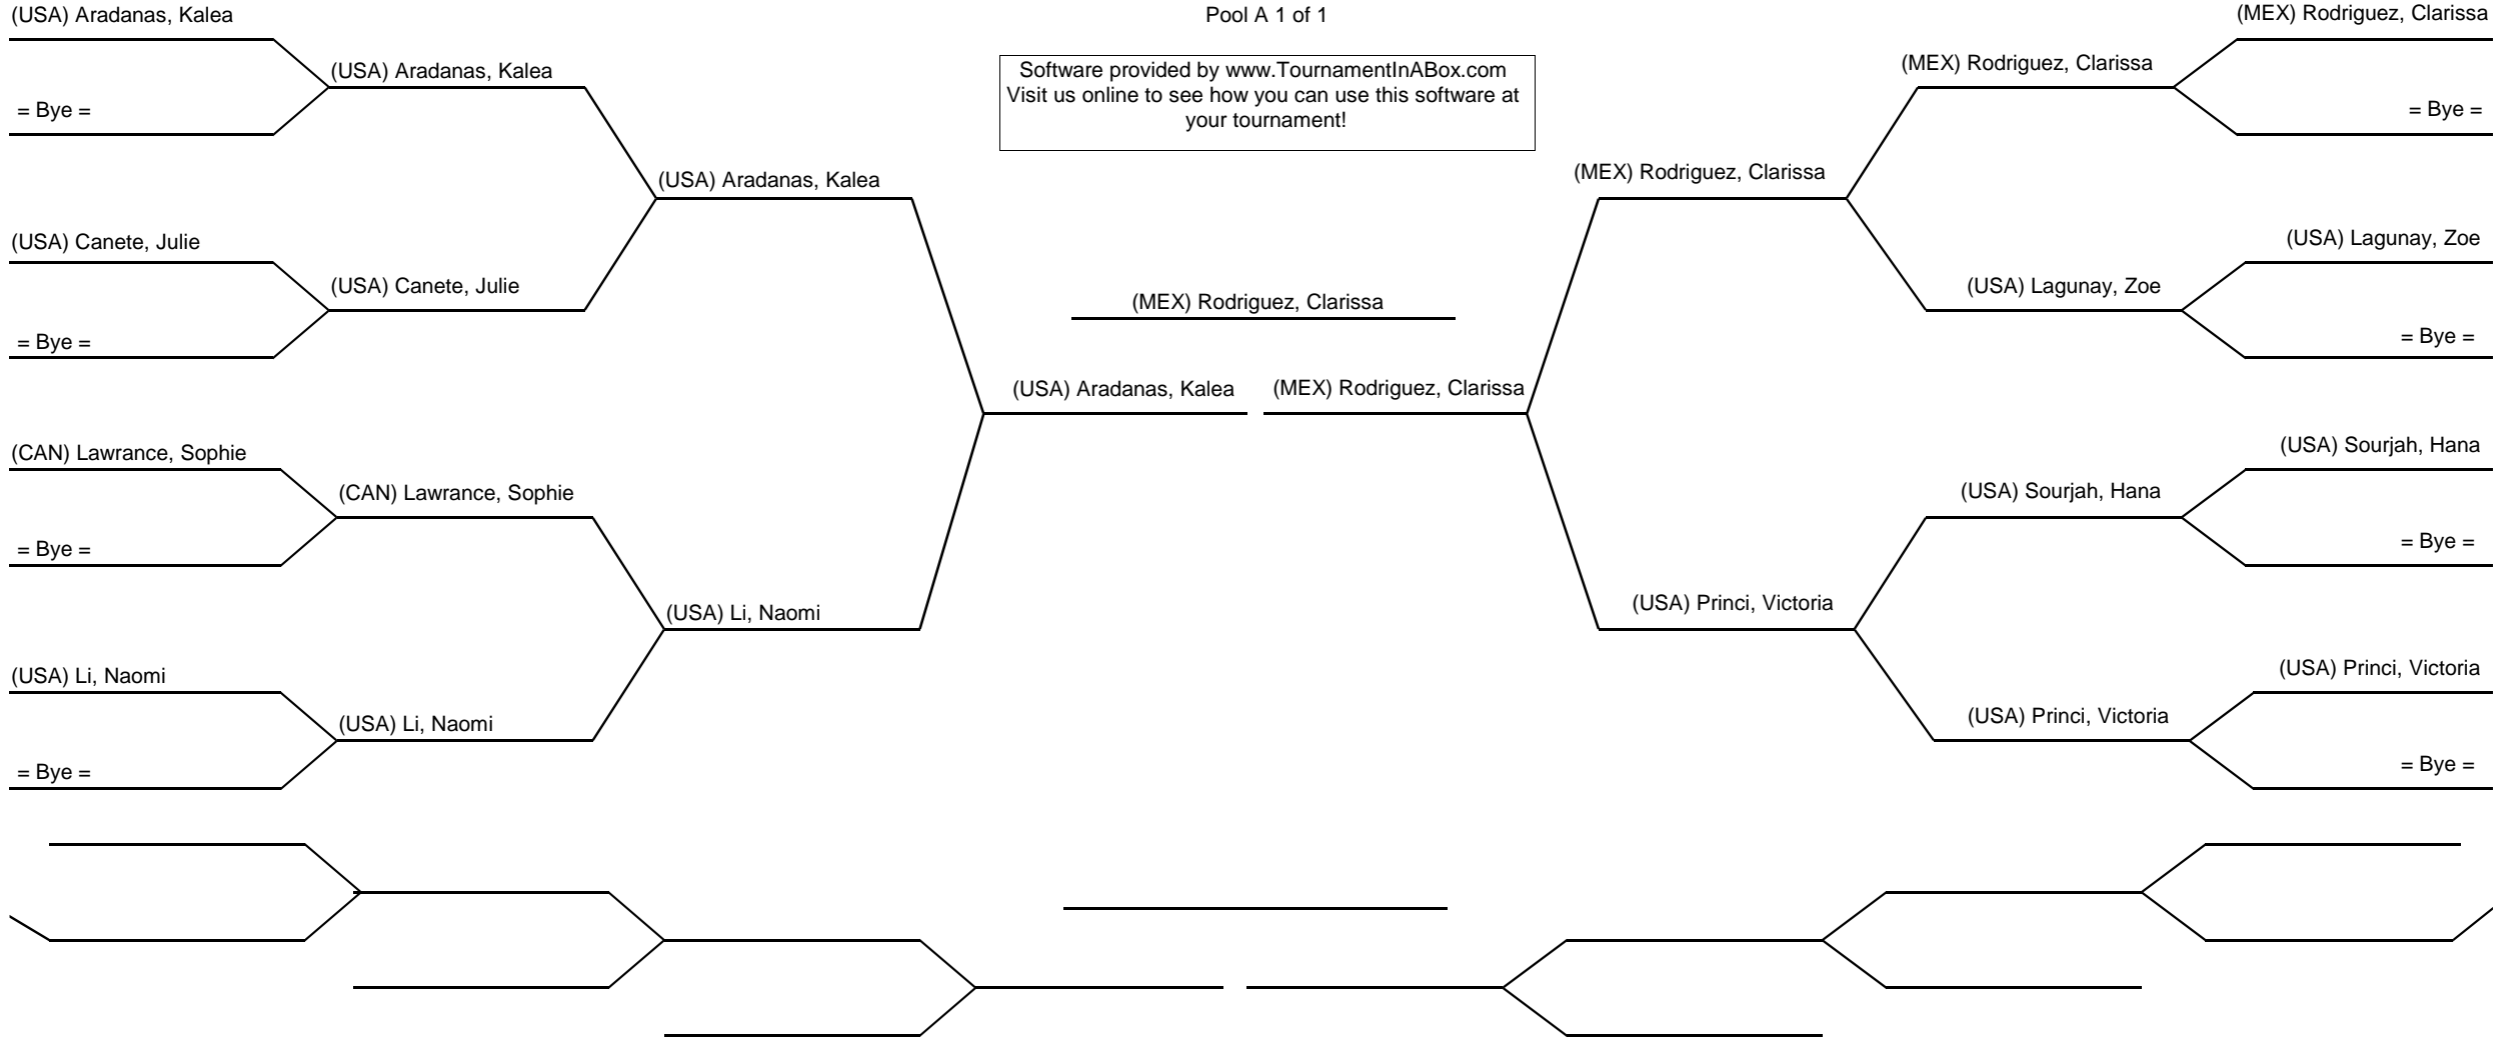 (USA) Aradanas, Kalea
Pool A 1 of 1
(MEX) Rodriguez, Clarissa
(USA) Aradanas, Kalea
Software provided by www.TournamentInABox.com
Visit us online to see how you can use this software at
your tournament!
(MEX) Rodriguez, Clarissa
= Bye =
= Bye =
(USA) Aradanas, Kalea
(MEX) Rodriguez, Clarissa
(USA) Canete, Julie
(USA) Lagunay, Zoe
(USA) Canete, Julie
(MEX) Rodriguez, Clarissa
(USA) Lagunay, Zoe
= Bye =
= Bye =
(USA) Aradanas, Kalea
(MEX) Rodriguez, Clarissa
(CAN) Lawrance, Sophie
(USA) Sourjah, Hana
(CAN) Lawrance, Sophie
(USA) Sourjah, Hana
= Bye =
= Bye =
(USA) Li, Naomi
(USA) Princi, Victoria
(USA) Li, Naomi
(USA) Princi, Victoria
(USA) Li, Naomi
(USA) Princi, Victoria
= Bye =
= Bye =